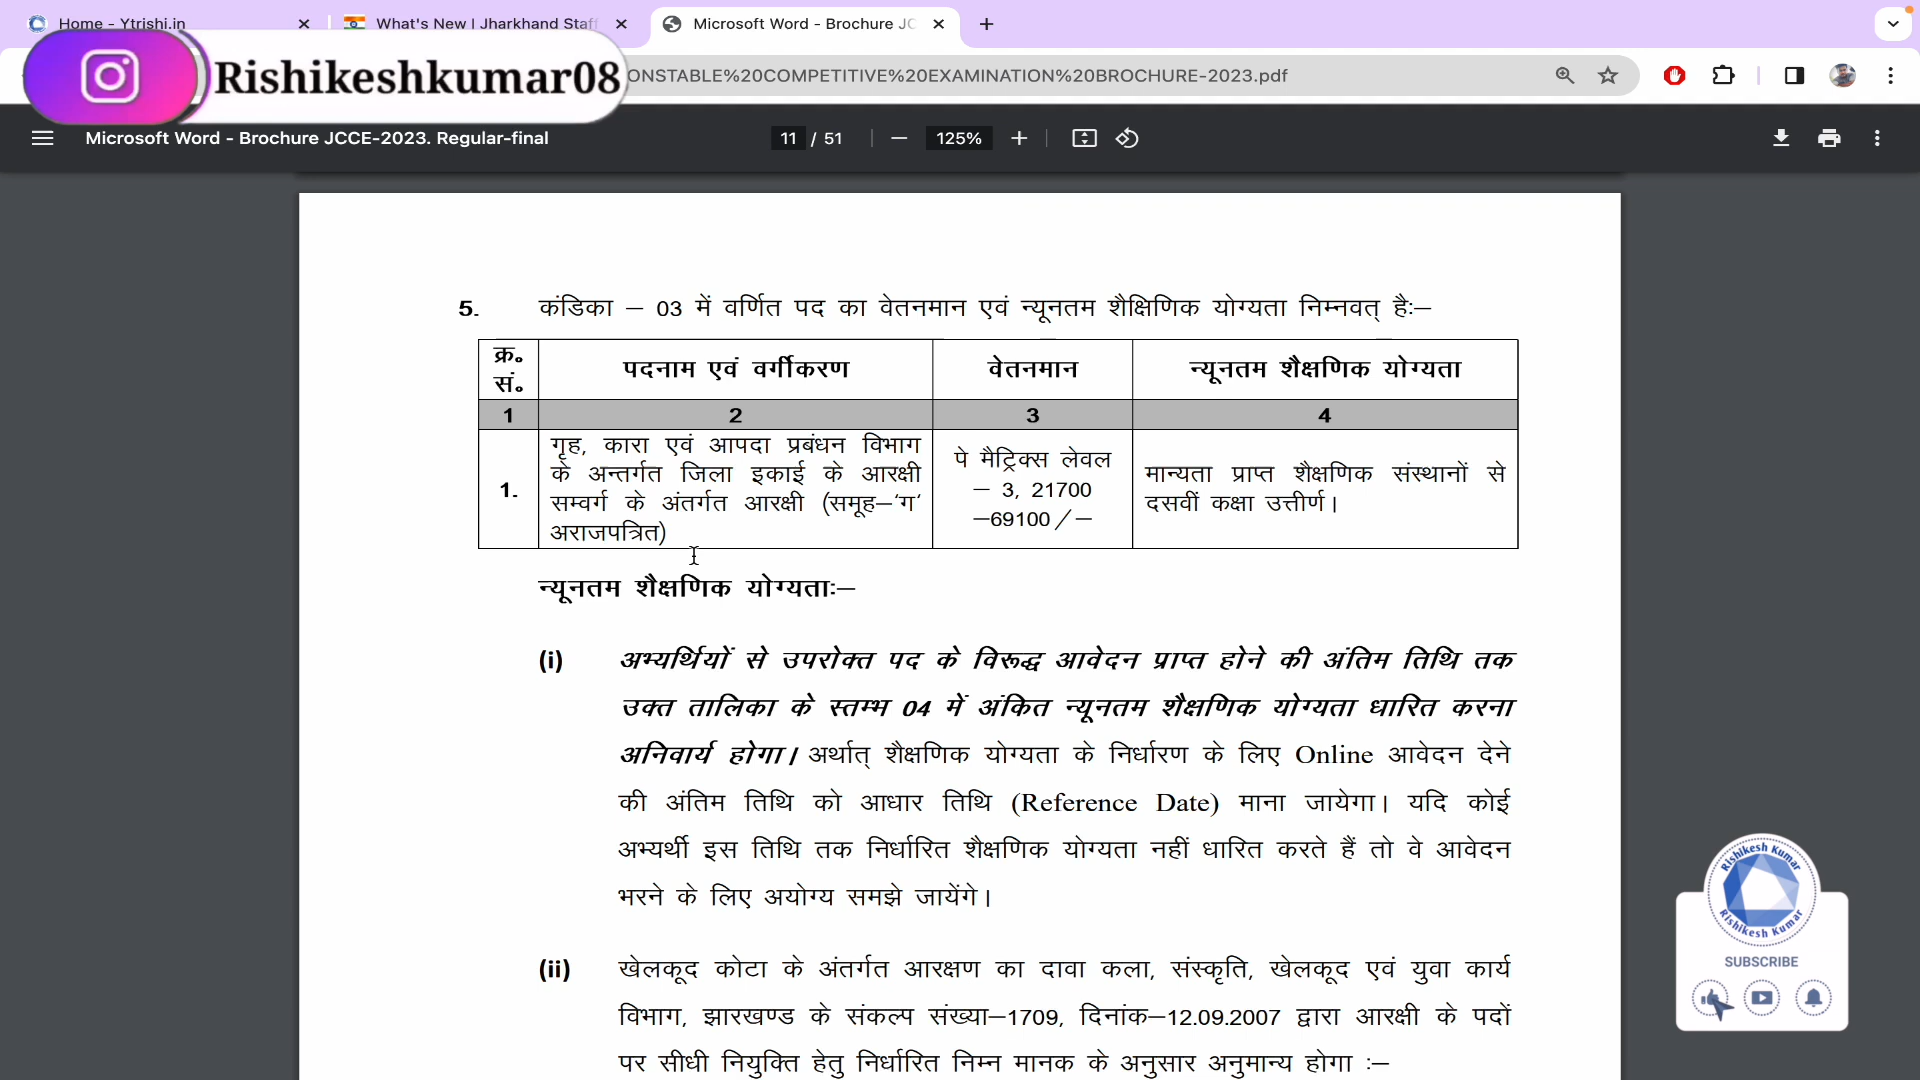 Home - Ytrishi.in
What's New | Jharkhand Staf
Microsoft Word - Brochure JC
Rishikeshkumar08
ONSTABLE%20COMPETITIVE%20EXAMINATION%20BROCHURE-2023.pdf
Microsoft Word - Brochure JCCE-2023. Regular-final
11 / 51
125%
5. कंडिका – 03 में वर्णित पद का वेतनमान एवं न्यूनतम शैक्षिणिक योग्यता निम्नवत् हैः–
क्र॰ सं॰ पदनाम एवं वर्गीकरण वेतनमान न्यूनतम शैक्षणिक योग्यता
1 2 3 4
1.
गृह, कारा एवं आपदा प्रबंधन विभाग
के अन्तर्गत जिला इकाई के आरक्षी
सम्वर्ग के अंतर्गत आरक्षी (समूह–'ग'
अराजपत्रित)
पे मैट्रिक्स लेवल
– 3, 21700
–69100/–
मान्यता प्राप्त शैक्षणिक संस्थानों से
दसवीं कक्षा उत्तीर्ण।
न्यूनतम शैक्षणिक योग्यताः–
(i) अभ्यर्थियों से उपरोक्त पद के विरूद्ध आवेदन प्राप्त होने की अंतिम तिथि तक
उक्त तालिका के स्तम्भ 04 में अंकित न्यूनतम शैक्षणिक योग्यता धारित करना
अनिवार्य होगा। अर्थात् शैक्षणिक योग्यता के निर्धारण के लिए Online आवेदन देने
की अंतिम तिथि को आधार तिथि (Reference Date) माना जायेगा। यदि कोई
अभ्यर्थी इस तिथि तक निर्धारित शैक्षणिक योग्यता नहीं धारित करते हैं तो वे आवेदन
भरने के लिए अयोग्य समझे जायेंगे।
(ii) खेलकूद कोटा के अंतर्गत आरक्षण का दावा कला, संस्कृति, खेलकूद एवं युवा कार्य
विभाग, झारखण्ड के संकल्प संख्या–1709, दिनांक–12.09.2007 द्वारा आरक्षी के पदों
पर सीधी नियुक्ति हेतु निर्धारित निम्न मानक के अनुसार अनुमान्य होगा :–
Rishikesh Kumar
Rishikesh Kumar
SUBSCRIBE